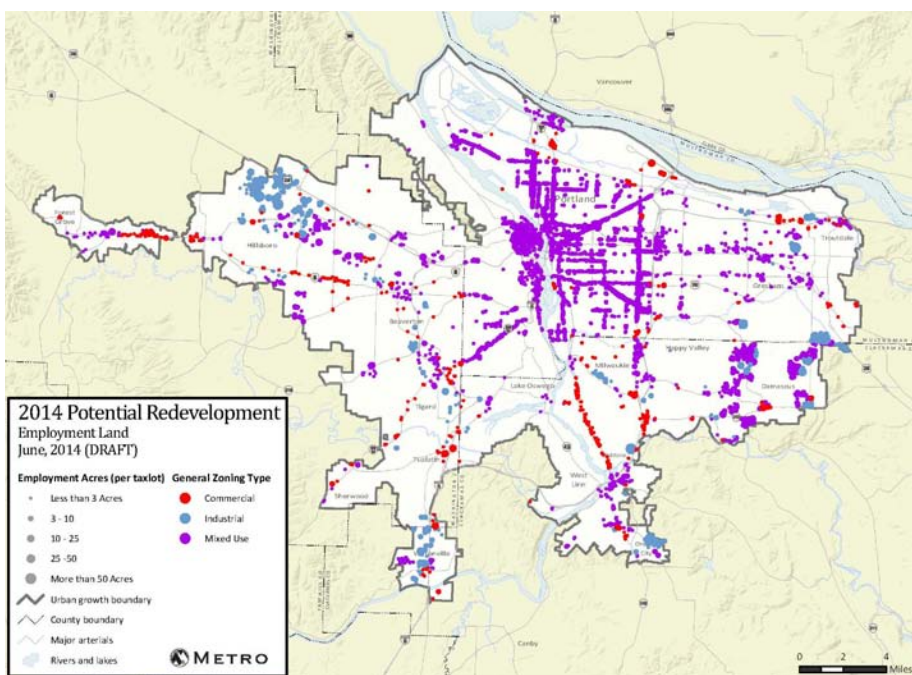 Vancouver
Portland
Forest
Grove
Hillsboro
Troutdale
Gresham
Beaverton
Happy Valley
Milwaukie
Damascus
Lake Oswego
Tigard
Tualatin
West
Linn
Sherwood
Wilsonville
Canby
2014 Potential Redevelopment
Employment Land
June, 2014 (DRAFT)
Employment Acres (per taxlot)
Less than 3 Acres
3 - 10
10 - 25
25 -50
More than 50 Acres
Urban growth boundary
County boundary
Major arterials
Rivers and lakes
General Zoning Type
Commercial
Industrial
Mixed Use
METRO
0 2 4
Miles